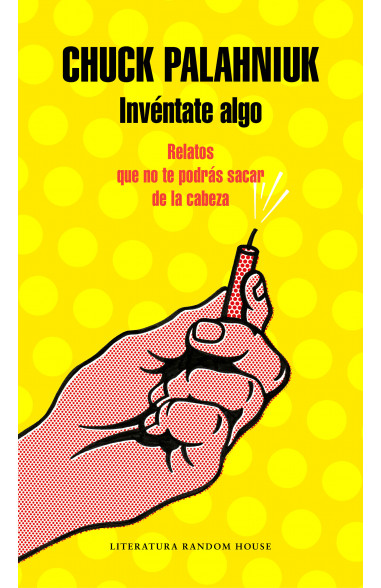 CHUCK PALAHNIUK
Invéntate algo
Relatos
que no te podrás sacar
de la cabeza
LITERATURA RANDOM HOUSE